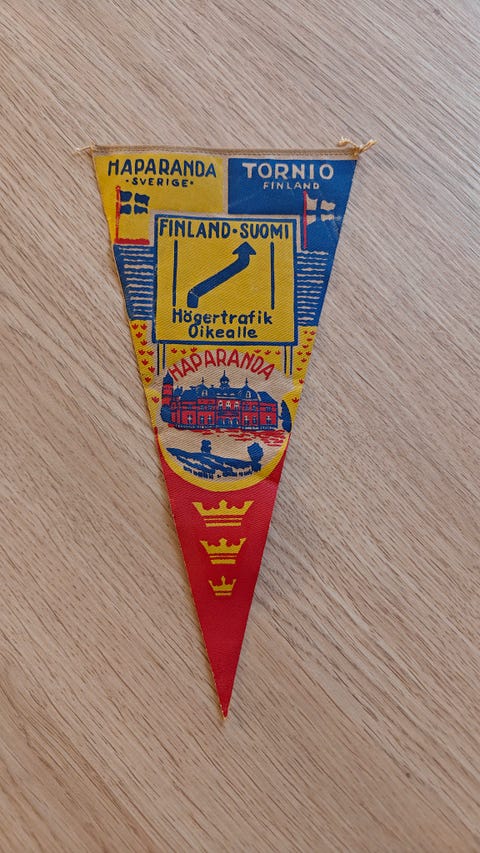 HAPARANDA
•SVERIGE•
TORNIO
FINLAND
FINLAND•SUOMI
Högertrafik
Oikealle
HAPARANDA